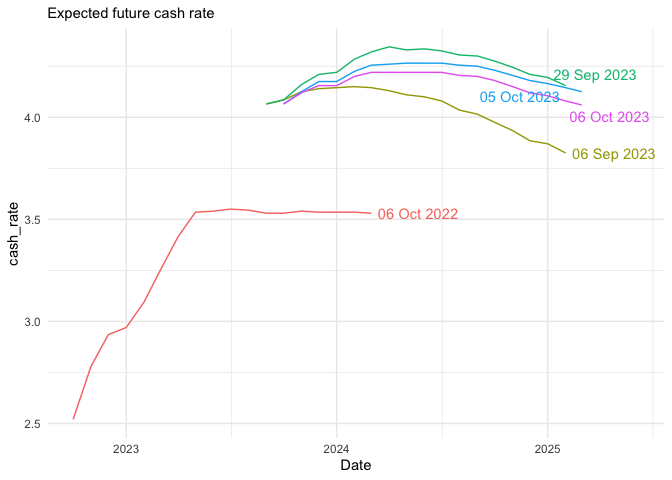 Expected future cash rate
29 Sep 2023
05 Oct 2023
06 Oct 2023
4.0
06 Sep 2023
cash_rate
3.5
06 Oct 2022
3.0
2.5
2023
2024
2025
Date